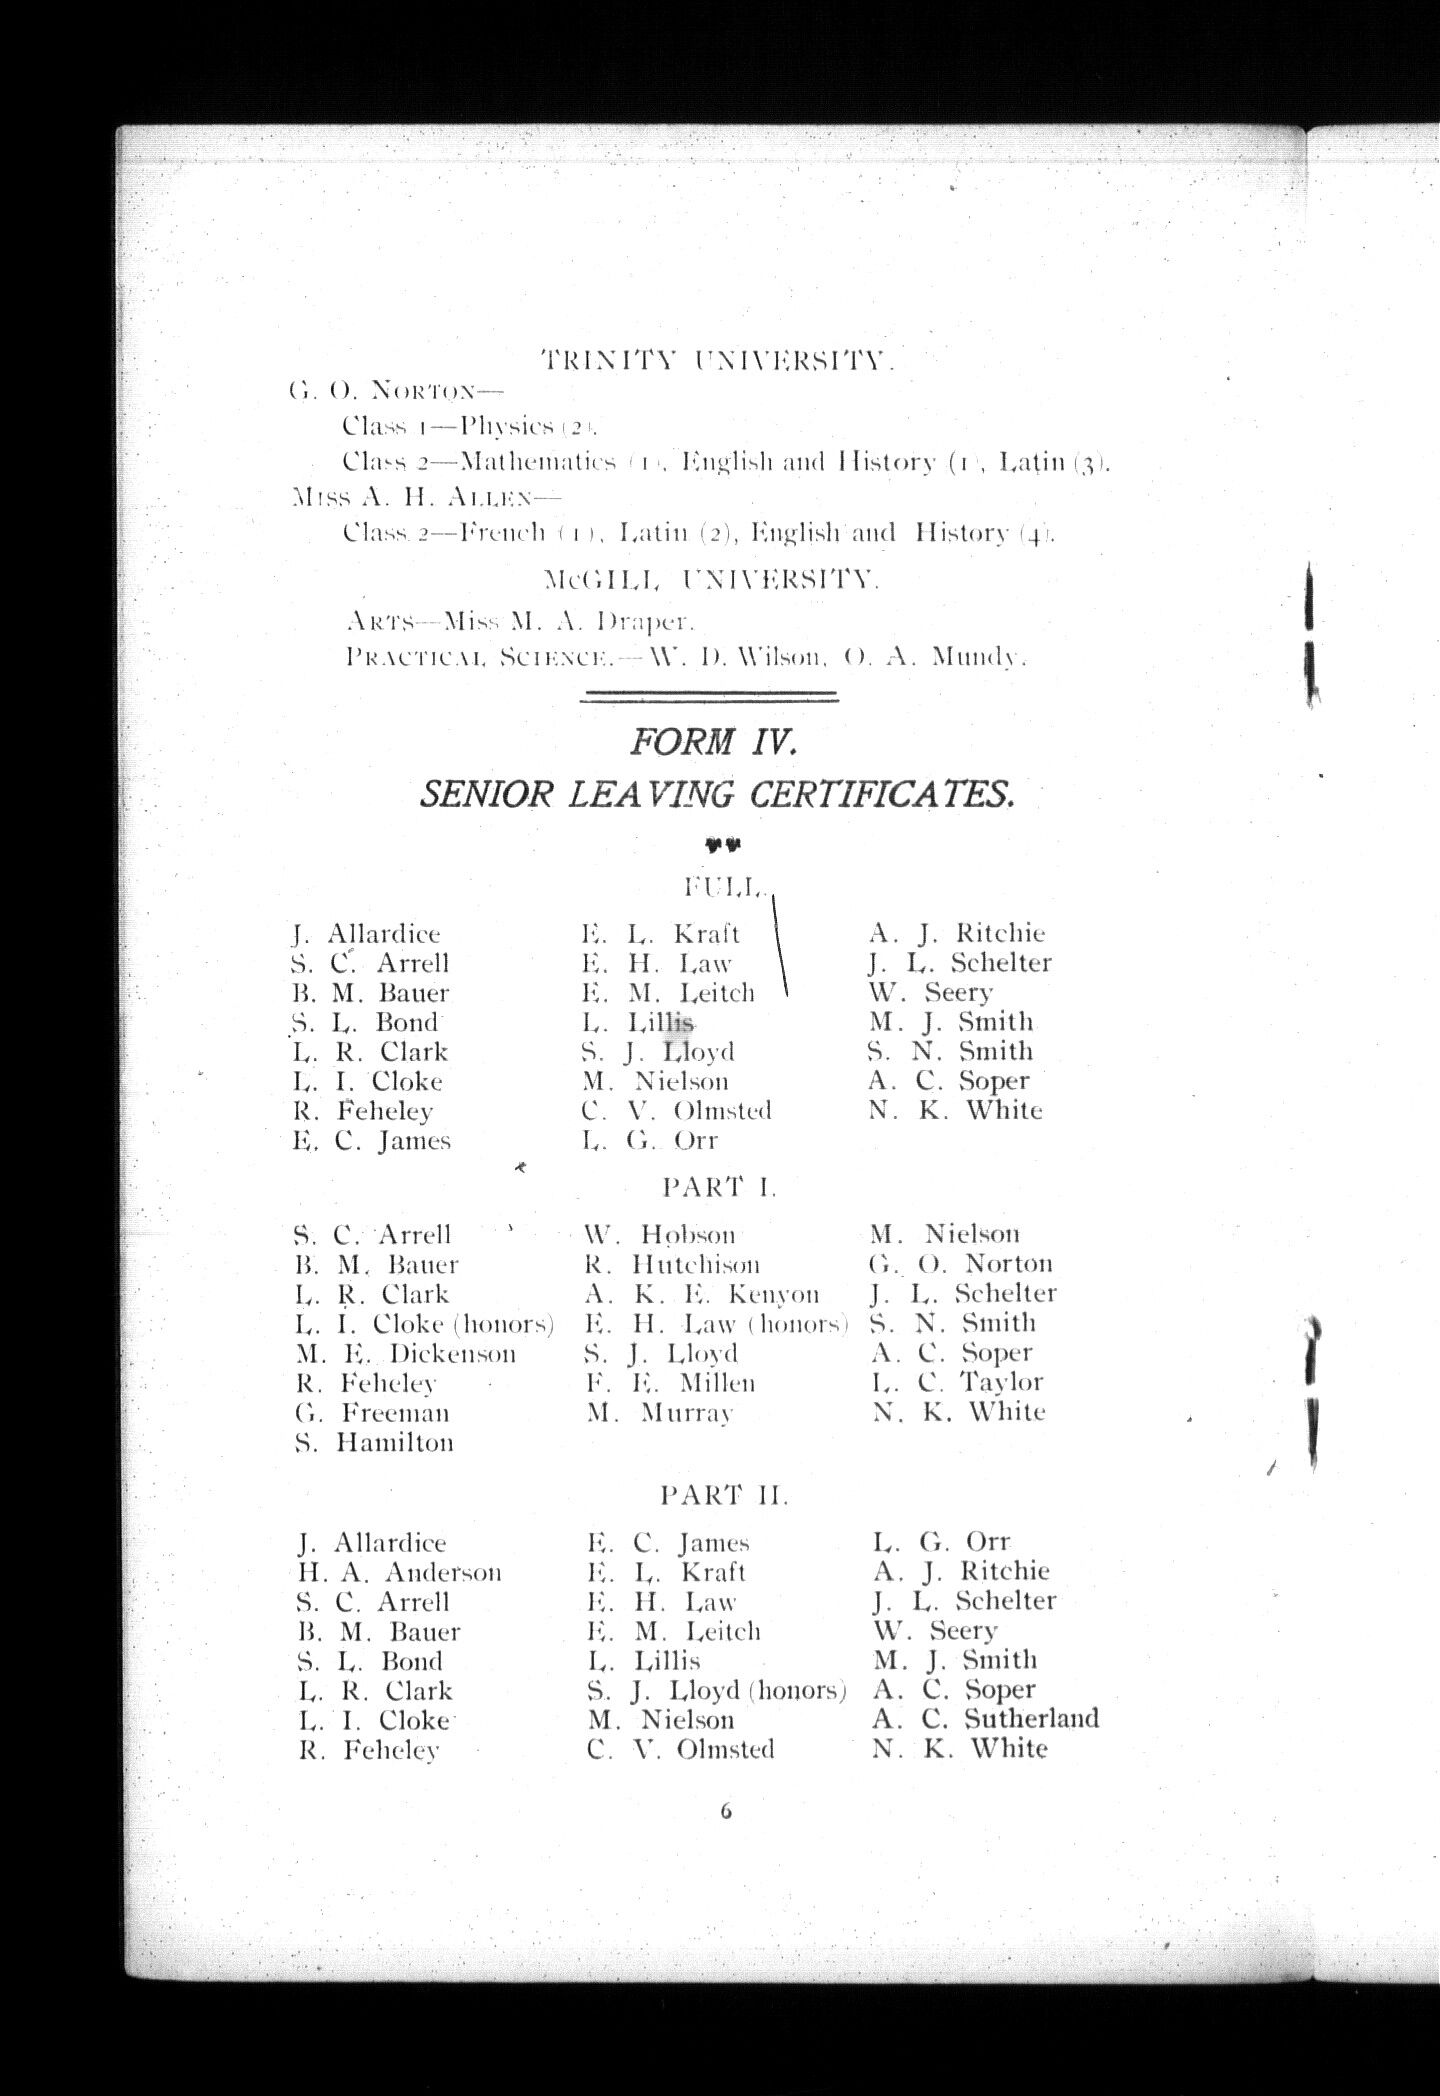 TRINITY UNIVERSITY.
G. O. NORTON—
Class 1—Physics (2).
Class 2—Mathematics (1), English and History (1), Latin (3).
MISS A. H. ALLEN—
Class 2—French (1), Latin (2), English and History (4).
McGILL UNIVERSITY.
ARTS—Miss M. A. Draper.
PRACTICAL SCIENCE.—W. D. Wilson, O. A. Mundy.
FORM IV.
SENIOR LEAVING CERTIFICATES.
FULL.
J. Allardice E. L. Kraft A. J. Ritchie
S. C. Arrell E. H. Law J. L. Schelter
B. M. Bauer E. M. Leitch W. Seery
S. L. Bond L. Lillis M. J. Smith
L. R. Clark S. J. Lloyd S. N. Smith
L. I. Cloke M. Nielson A. C. Soper
R. Feheley C. V. Olmsted N. K. White
E. C. James L. G. Orr
PART I.
S. C. Arrell W. Hobson M. Nielson
B. M. Bauer R. Hutchison G. O. Norton
L. R. Clark A. K. E. Kenyon J. L. Schelter
L. I. Cloke (honors) E. H. Law (honors) S. N. Smith
M. E. Dickenson S. J. Lloyd A. C. Soper
R. Feheley F. E. Millen L. C. Taylor
G. Freeman M. Murray N. K. White
S. Hamilton
PART II.
J. Allardice E. C. James L. G. Orr
H. A. Anderson E. L. Kraft A. J. Ritchie
S. C. Arrell E. H. Law J. L. Schelter
B. M. Bauer E. M. Leitch W. Seery
S. L. Bond L. Lillis M. J. Smith
L. R. Clark S. J. Lloyd (honors) A. C. Soper
L. I. Cloke M. Nielson A. C. Sutherland
R. Feheley C. V. Olmsted N. K. White
6